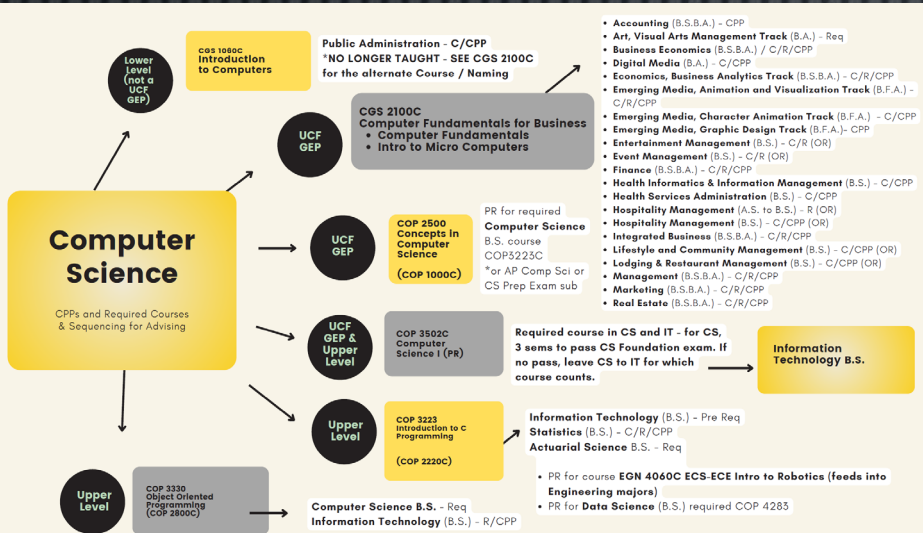 Computer
Science
CPPs and Required Courses
& Sequencing for Advising
Lower
Level
(not a
UCF
GEP)
CGS 1060C
Introduction
to Computers
Public Administration - C/CPP
*NO LONGER TAUGHT - SEE CGS 2100C
for the alternate Course / Naming
UCF
GEP
CGS 2100C
Computer Fundamentals for Business
• Computer Fundamentals
• Intro to Micro Computers
• Accounting (B.S.B.A.) - CPP
• Art, Visual Arts Management Track (B.A.) - Req
• Business Economics (B.S.B.A.) / C/R/CPP
• Digital Media (B.A.) - C/CPP
• Economics, Business Analytics Track (B.S.B.A.) - C/R/CPP
• Emerging Media, Animation and Visualization Track (B.F.A.) -
C/R/CPP
• Emerging Media, Character Animation Track (B.F.A.) - C/CPP
• Emerging Media, Graphic Design Track (B.F.A.)- CPP
• Entertainment Management (B.S.) - C/R (OR)
• Event Management (B.S.) - C/R (OR)
• Finance (B.S.B.A.) - C/R/CPP
• Health Informatics & Information Management (B.S.) - C/CPP
• Health Services Administration (B.S.) - C/CPP
• Hospitality Management (A.S. to B.S.) - R (OR)
• Hospitality Management (B.S.) - C/CPP (OR)
• Integrated Business (B.S.B.A.) - C/R/CPP
• Lifestyle and Community Management (B.S.) - C/CPP (OR)
• Lodging & Restaurant Management (B.S.) - C/CPP (OR)
• Management (B.S.B.A.) - C/R/CPP
• Marketing (B.S.B.A.) - C/R/CPP
• Real Estate (B.S.B.A.) - C/R/CPP
UCF
GEP
COP 2500
Concepts in
Computer
Science
(COP 1000C)
PR for required
Computer Science
B.S. course
COP3223C
*or AP Comp Sci or
CS Prep Exam sub
UCF
GEP &
Upper
Level
COP 3502C
Computer
Science I (PR)
Required course in CS and IT - for CS,
3 sems to pass CS Foundation exam. If
no pass, leave CS to IT for which
course counts.
Information
Technology B.S.
Upper
Level
COP 3223
Introduction to C
Programming
(COP 2220C)
Information Technology (B.S.) - Pre Req
Statistics (B.S.) - C/R/CPP
Actuarial Science B.S. - Req
• PR for course EGN 4060C ECS-ECE Intro to Robotics (feeds into
Engineering majors)
• PR for Data Science (B.S.) required COP 4283
Upper
Level
COP 3330
Object Oriented
Programming
(COP 2800C)
Computer Science B.S. - Req
Information Technology (B.S.) - R/CPP